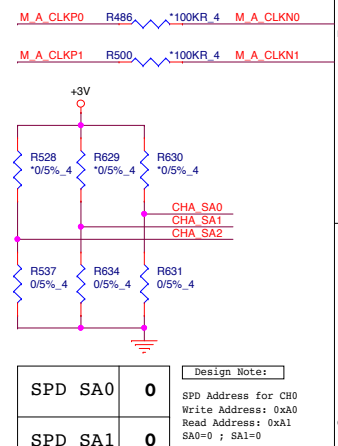 M_A_CLKP0 R486 *100KR_4 M_A_CLKN0
M_A_CLKP1 R500 *100KR_4 M_A_CLKN1
+3V
R528 R629 R630
*0/5%_4 *0/5%_4 *0/5%_4
CHA_SA0
CHA_SA1
CHA_SA2
R537 R634 R631
0/5%_4 0/5%_4 0/5%_4
Design Note:
SPD SA0 0
SPD Address for CH0
Write Address: 0xA0
Read Address: 0xA1
SA0=0 ; SA1=0
SPD SA1 0